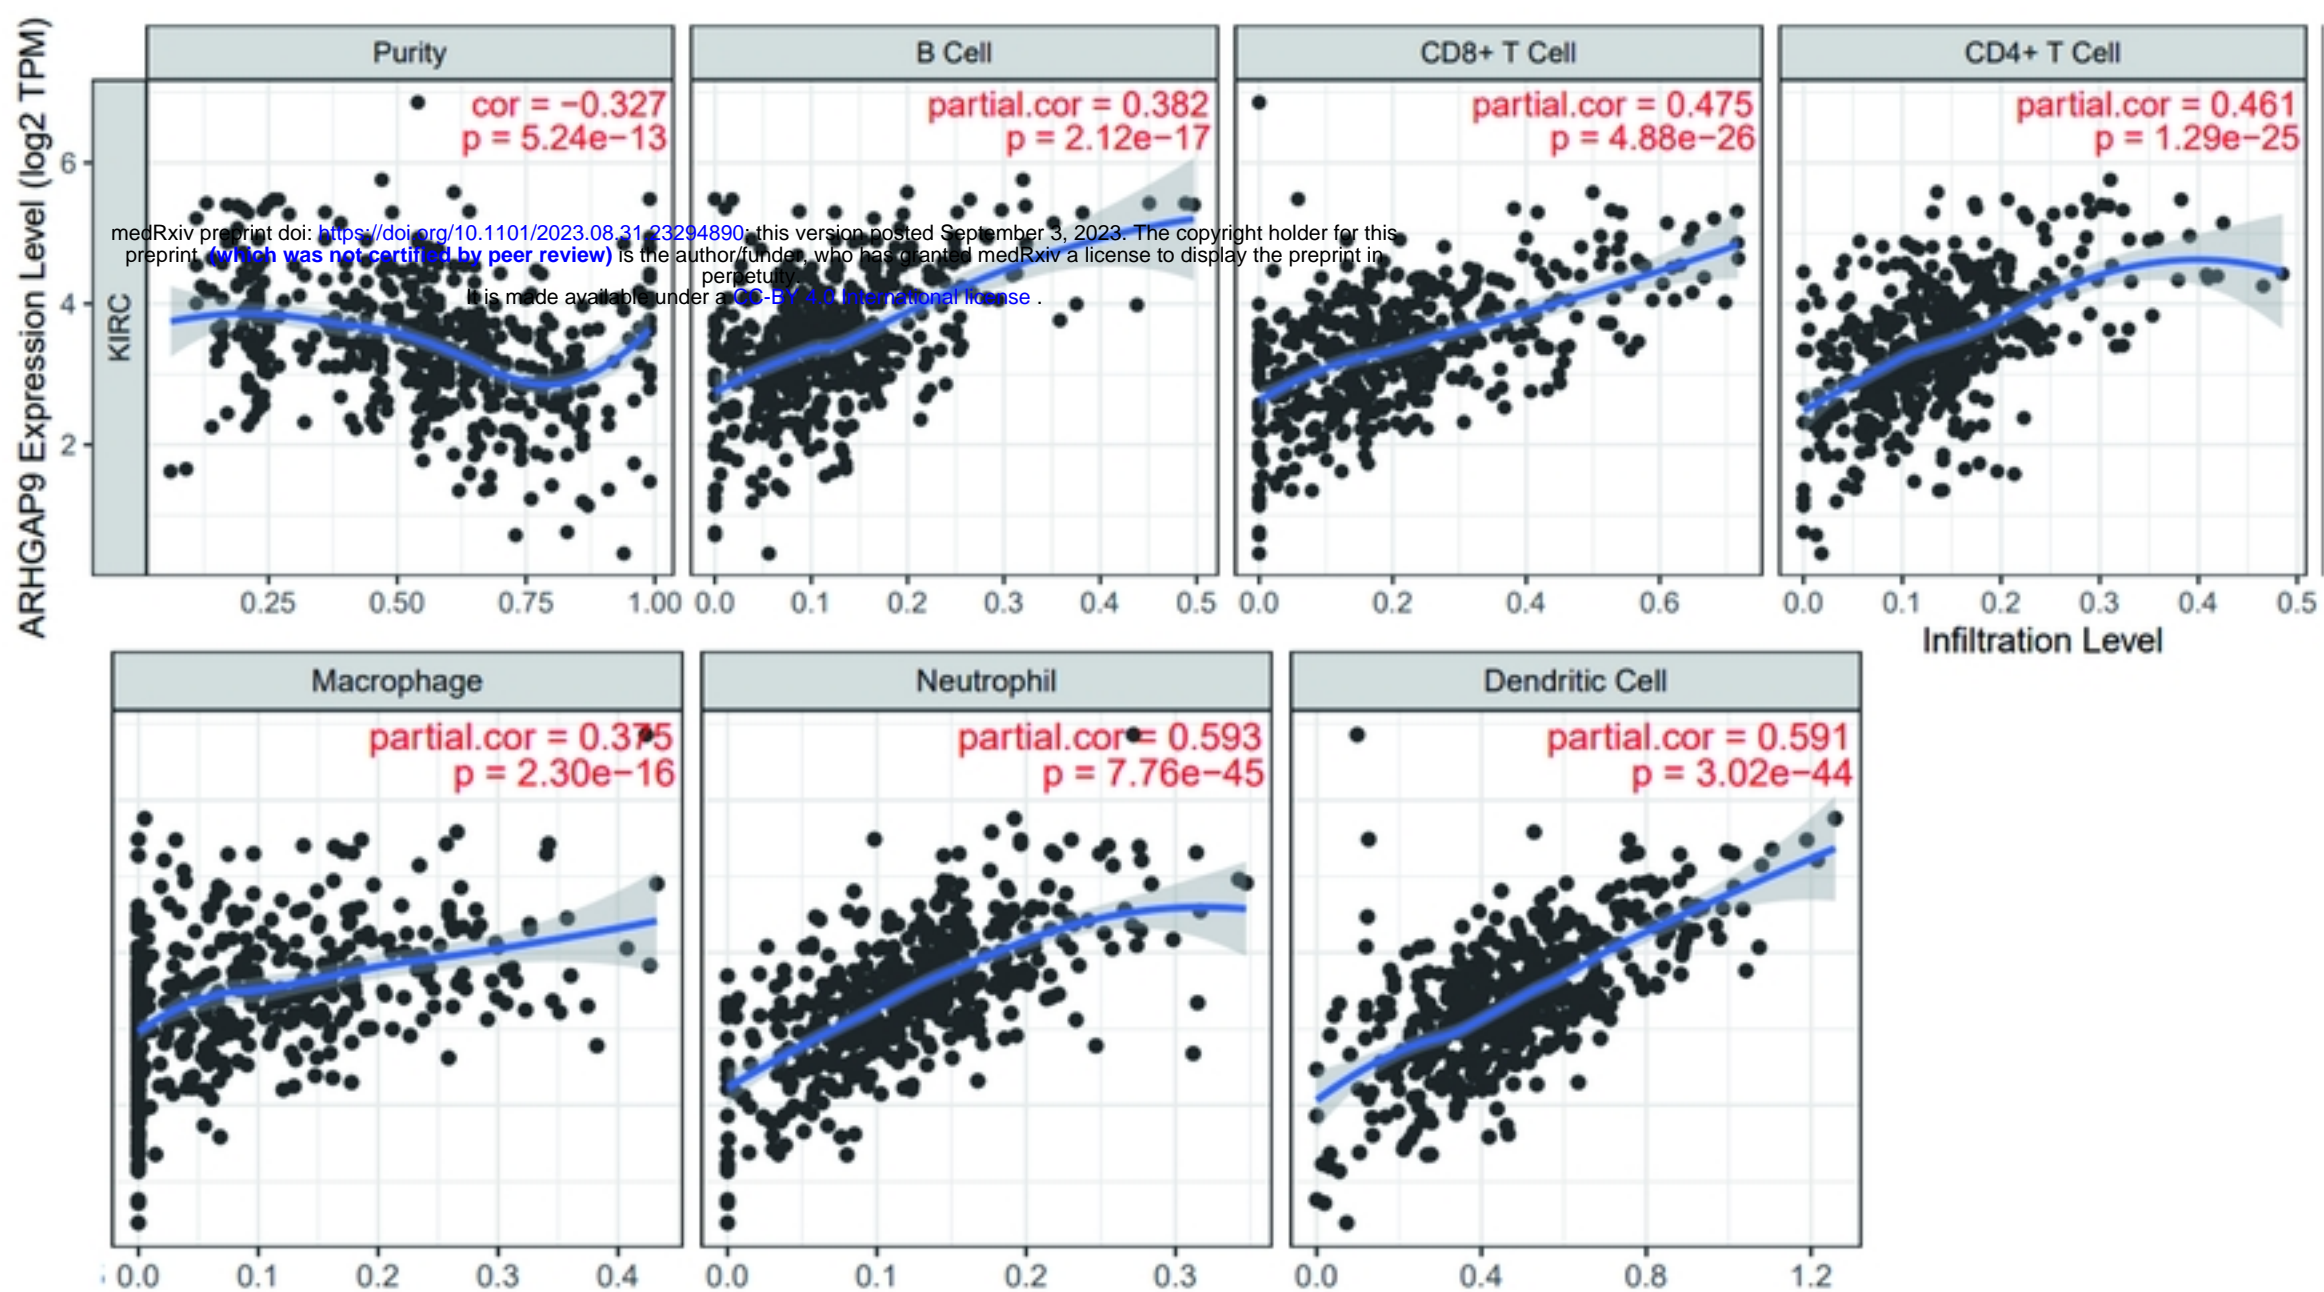 ARHGAP9 Expression Level (log2 TPM)
KIRC
Purity
B Cell
CD8+ T Cell
CD4+ T Cell
cor = −0.327
p = 5.24e−13
partial.cor = 0.382
p = 2.12e−17
partial.cor = 0.475
p = 4.88e−26
partial.cor = 0.461
p = 1.29e−25
6
4
2
medRxiv preprint doi: https://doi.org/10.1101/2023.08.31.23294890; this version posted September 3, 2023. The copyright holder for this
preprint (which was not certified by peer review) is the author/funder, who has granted medRxiv a license to display the preprint in
perpetuity.
It is made available under a CC-BY 4.0 International license .
0.25 0.50 0.75 1.00
0.0 0.1 0.2 0.3 0.4 0.5
0.0 0.2 0.4 0.6
0.0 0.1 0.2 0.3 0.4 0.5
Infiltration Level
Macrophage
Neutrophil
Dendritic Cell
partial.cor = 0.375
p = 2.30e−16
partial.cor = 0.593
p = 7.76e−45
partial.cor = 0.591
p = 3.02e−44
0.0 0.1 0.2 0.3 0.4
0.0 0.1 0.2 0.3
0.0 0.4 0.8 1.2